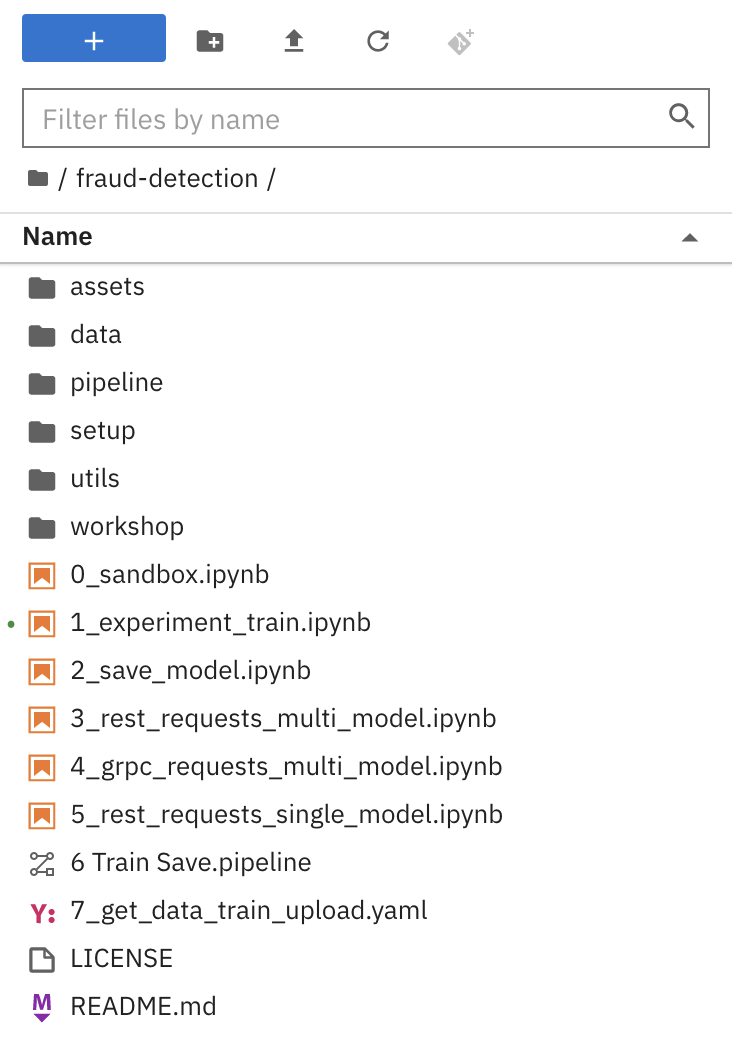 +
Filter files by name
/ fraud-detection /
Name
assets
data
pipeline
setup
utils
workshop
0_sandbox.ipynb
1_experiment_train.ipynb
2_save_model.ipynb
3_rest_requests_multi_model.ipynb
4_grpc_requests_multi_model.ipynb
5_rest_requests_single_model.ipynb
6 Train Save.pipeline
Y: 7_get_data_train_upload.yaml
LICENSE
M README.md